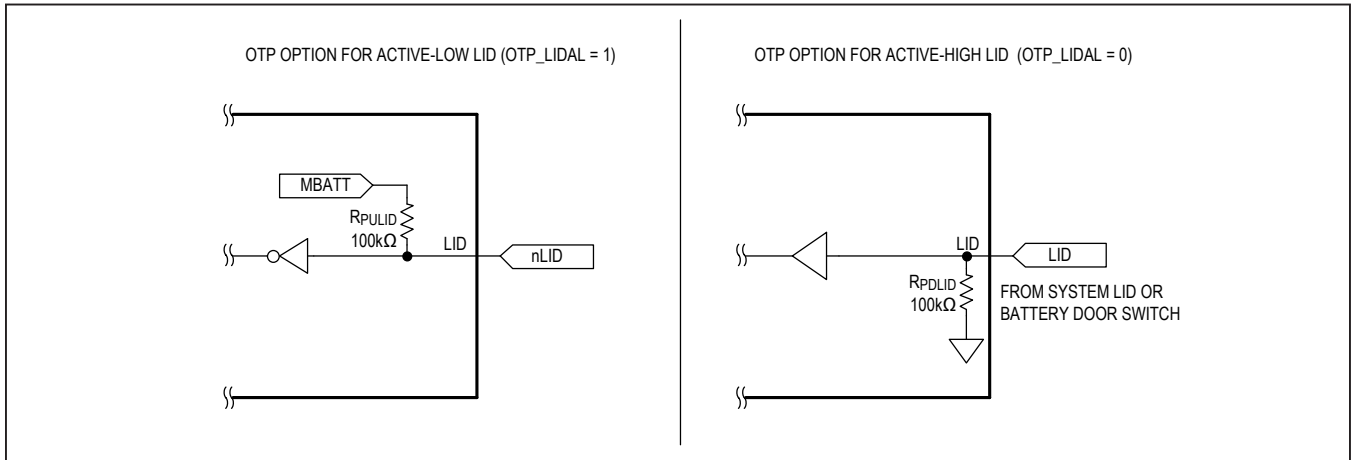 OTP OPTION FOR ACTIVE-LOW LID (OTP_LIDAL = 1)
MBATT
RPULID
100kΩ
LID
nLID
OTP OPTION FOR ACTIVE-HIGH LID (OTP_LIDAL = 0)
LID
LID
RPDLID
100kΩ
FROM SYSTEM LID OR
BATTERY DOOR SWITCH